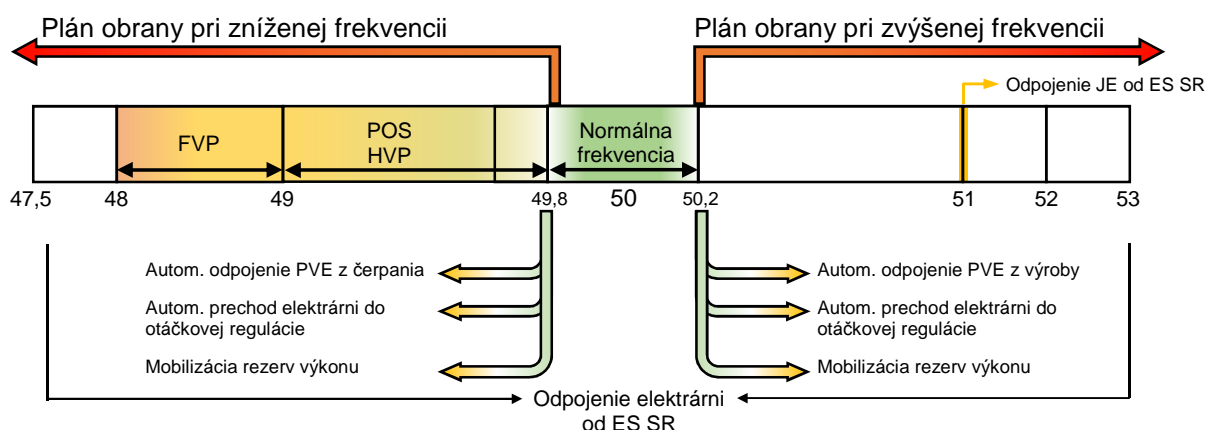 Plán obrany pri zníženej frekvencii
Plán obrany pri zvýšenej frekvencii
Odpojenie JE od ES SR
FVP
POS
HVP
Normálna
frekvencia
47,5
48
49
49,8
50
50,2
51
52
53
Autom. odpojenie PVE z čerpania
Autom. prechod elektrárni do
otáčkovej regulácie
Mobilizácia rezerv výkonu
Autom. odpojenie PVE z výroby
Autom. prechod elektrárni do
otáčkovej regulácie
Mobilizácia rezerv výkonu
Odpojenie elektrárni
od ES SR